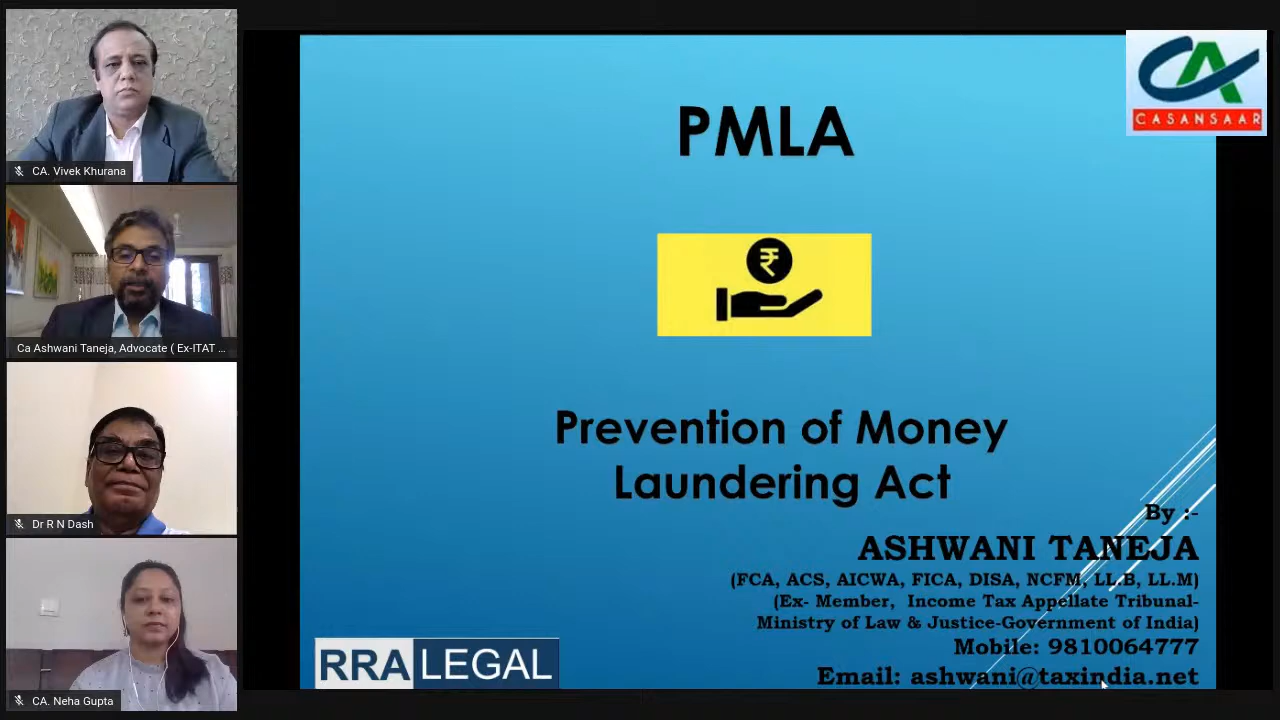 CA. Vivek Khurana
Ca Ashwani Taneja, Advocate ( Ex-ITAT ...
Dr R N Dash
CA. Neha Gupta
CA
CASANSAAR
PMLA
₹
Prevention of Money
Laundering Act
By :-
ASHWANI TANEJA
(FCA, ACS, AICWA, FICA, DISA, NCFM, LL.B, LL.M)
(Ex- Member, Income Tax Appellate Tribunal-
Ministry of Law & Justice-Government of India)
Mobile: 9810064777
Email: ashwani@taxindia.net
RRA LEGAL